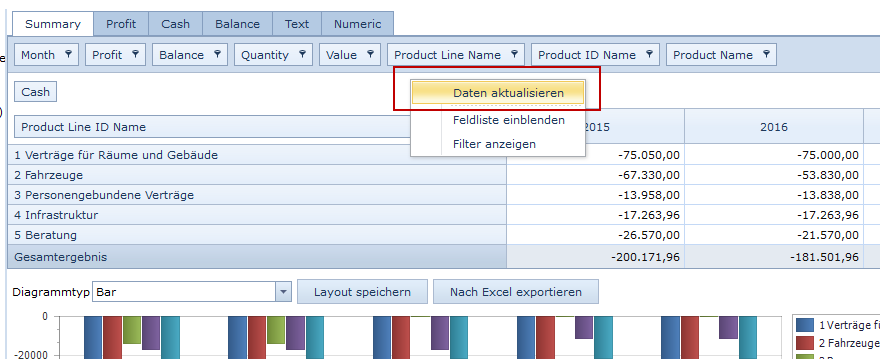 Summary Profit Cash Balance Text Numeric
Month Profit Balance Quantity Value Product Line Name Product ID Name Product Name
Cash
Daten aktualisieren
Feldliste einblenden
Filter anzeigen
Product Line ID Name 2015 2016
1 Verträge für Räume und Gebäude -75.050,00 -75.000,00
2 Fahrzeuge -67.330,00 -53.830,00
3 Personengebundene Verträge -13.958,00 -13.838,00
4 Infrastruktur -17.263,96 -17.263,96
5 Beratung -26.570,00 -21.570,00
Gesamtergebnis -200.171,96 -181.501,96
Diagrammtyp Bar Layout speichern Nach Excel exportieren
0
-20000
1 Verträge
2 Fahrzeuge